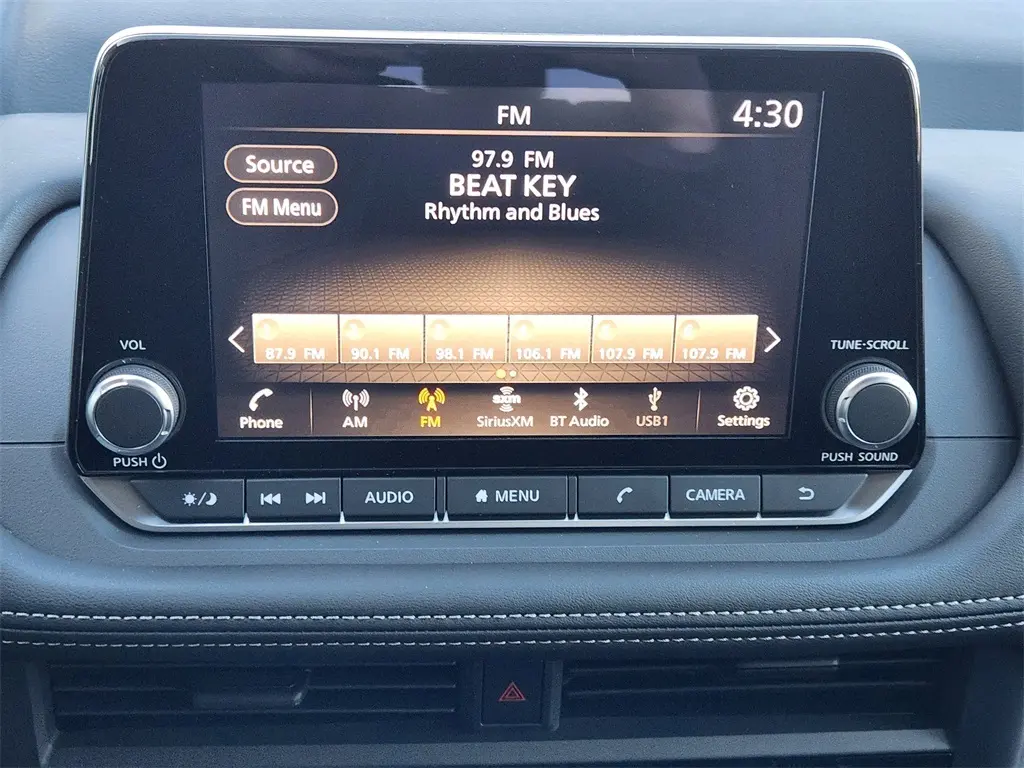 FM
4:30
Source
97.9 FM
BEAT KEY
FM Menu
Rhythm and Blues
VOL
TUNE·SCROLL
87.9 FM
90.1 FM
98.1 FM
106.1 FM
107.9 FM
107.9 FM
Phone
AM
FM
sxm
SiriusXM
BT Audio
USB1
Settings
PUSH
PUSH SOUND
AUDIO
MENU
CAMERA